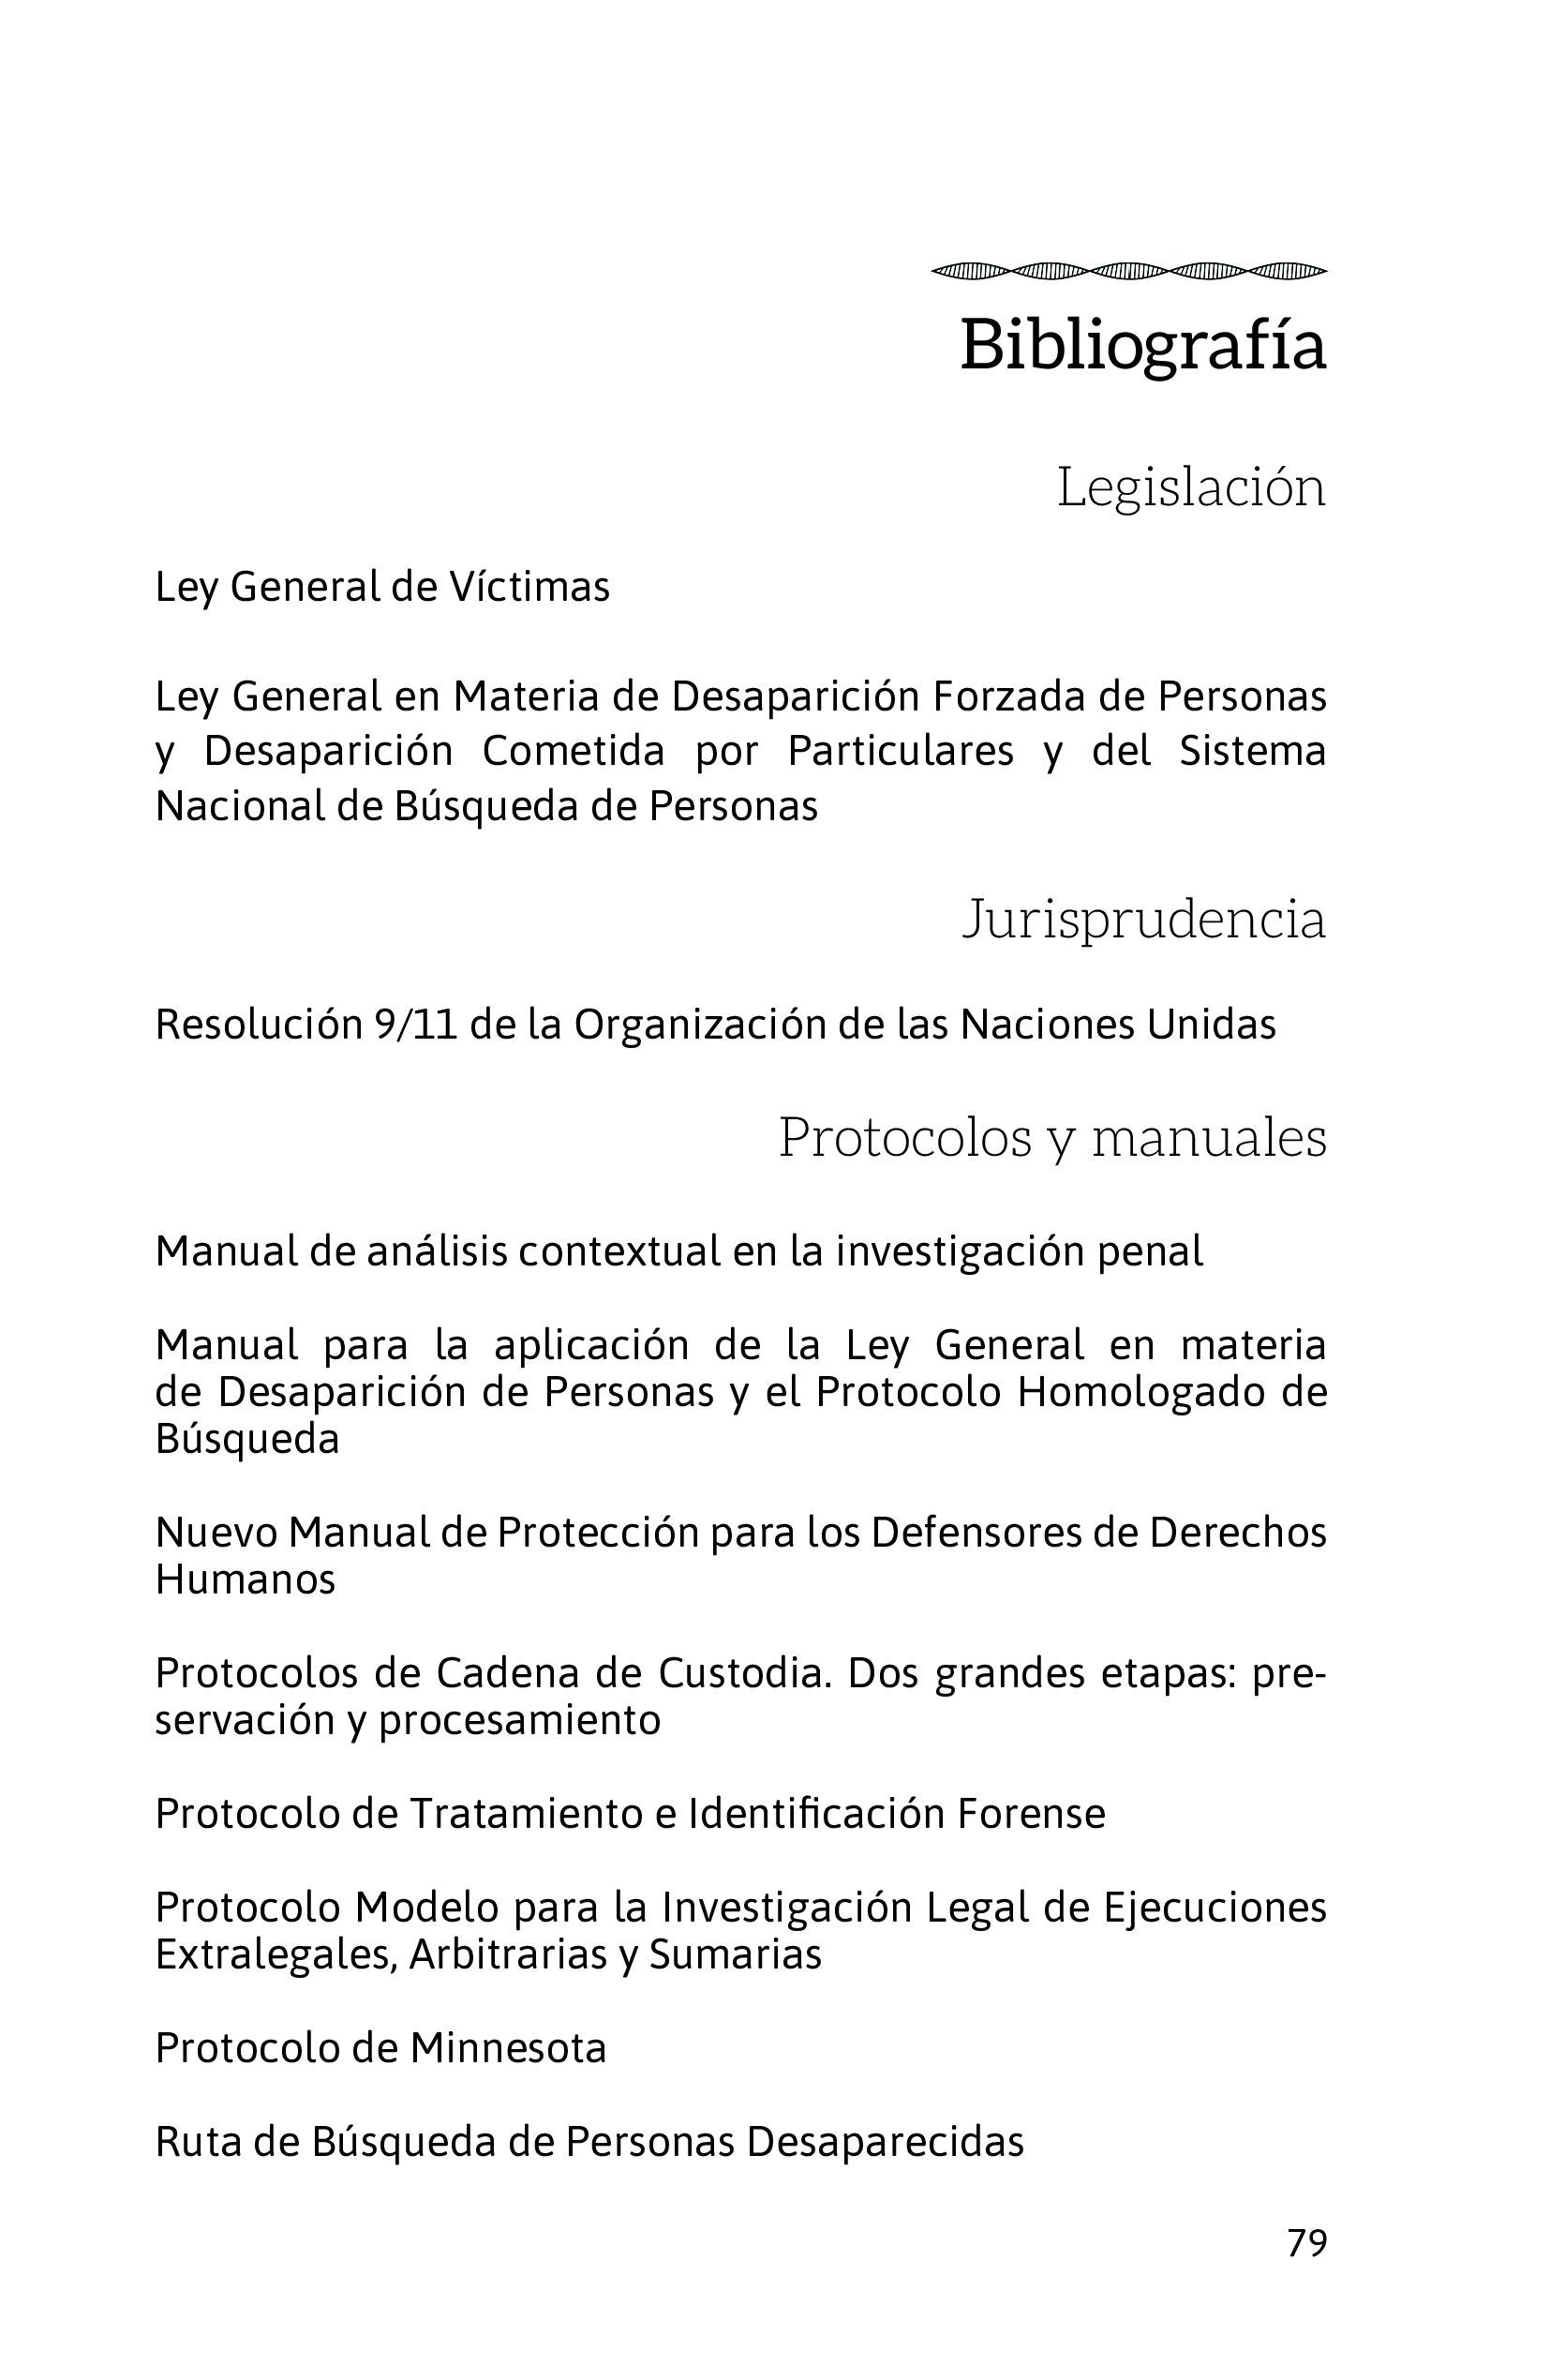 Bibliografía
Legislación
Ley General de Víctimas
Ley General en Materia de Desaparición Forzada de Personas
y Desaparición Cometida por Particulares y del Sistema
Nacional de Búsqueda de Personas
Jurisprudencia
Resolución 9/11 de la Organización de las Naciones Unidas
Protocolos y manuales
Manual de análisis contextual en la investigación penal
Manual para la aplicación de la Ley General en materia
de Desaparición de Personas y el Protocolo Homologado de
Búsqueda
Nuevo Manual de Protección para los Defensores de Derechos
Humanos
Protocolos de Cadena de Custodia. Dos grandes etapas: pre-
servación y procesamiento
Protocolo de Tratamiento e Identificación Forense
Protocolo Modelo para la Investigación Legal de Ejecuciones
Extralegales, Arbitrarias y Sumarias
Protocolo de Minnesota
Ruta de Búsqueda de Personas Desaparecidas
79